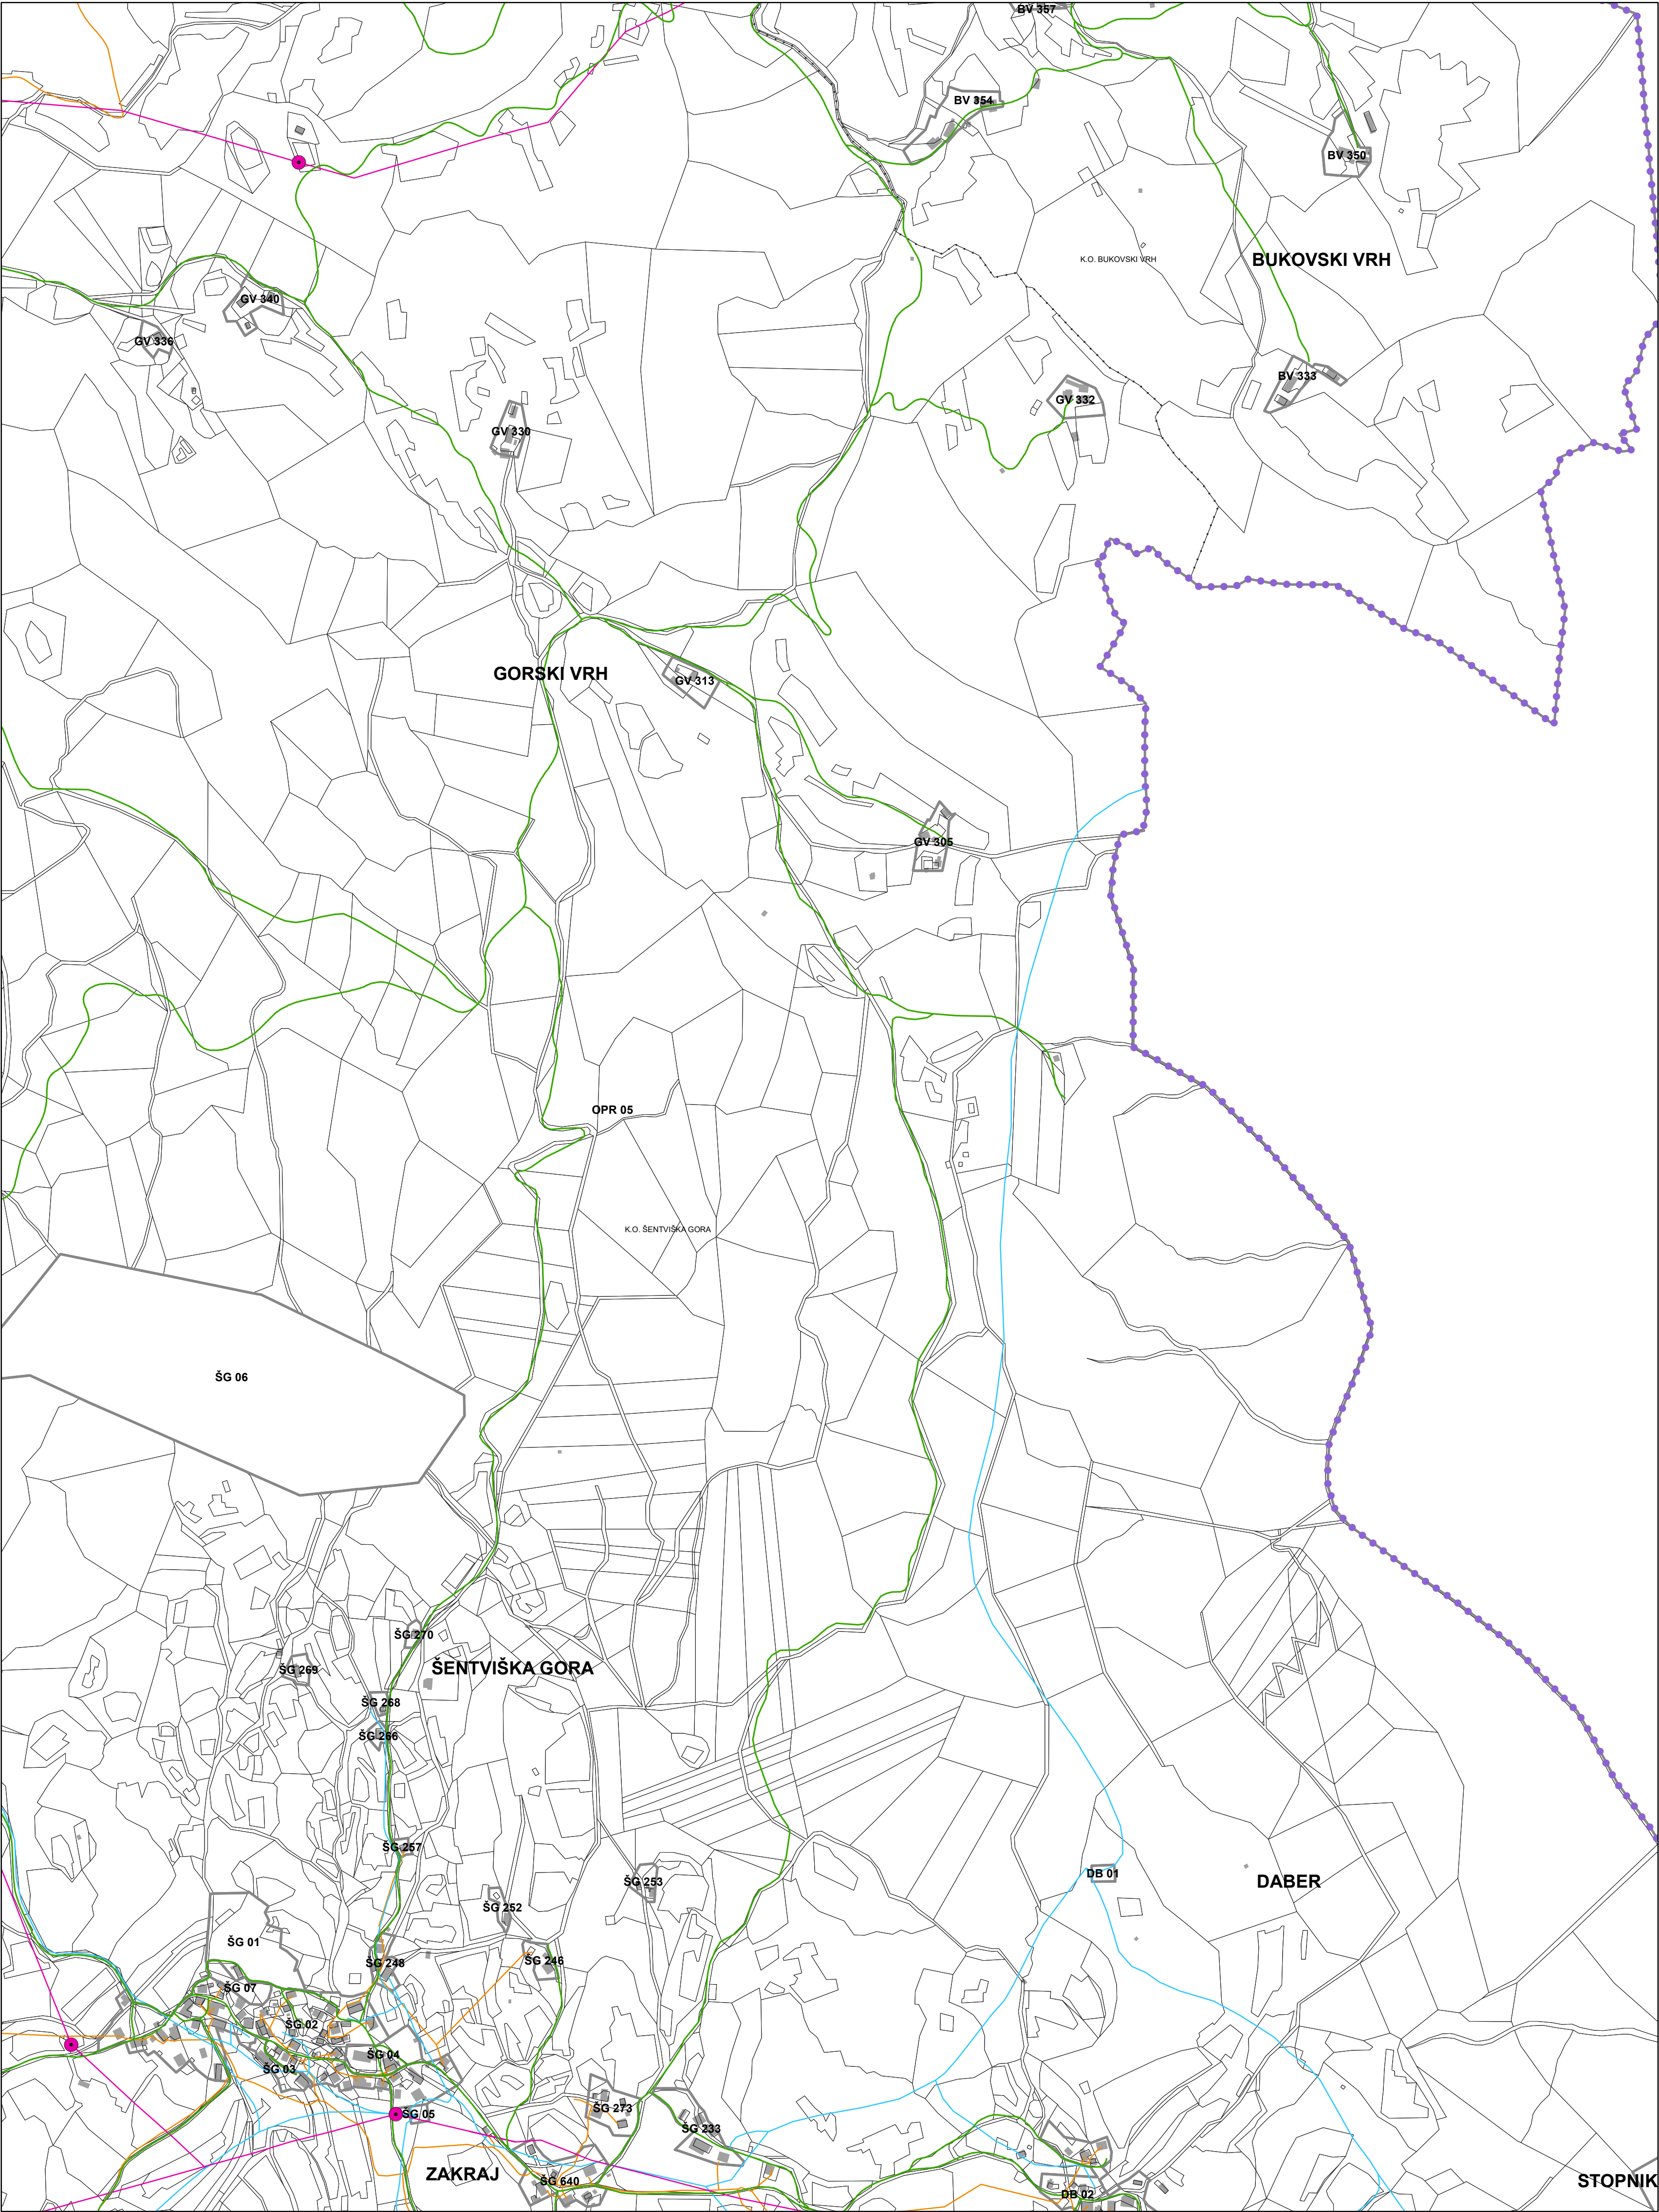 BV 357
BV 354
BV 350
K.O. BUKOVSKI VRH
BUKOVSKI VRH
GV 340
GV 336
BV 333
GV 332
GV 330
GORSKI VRH
GV 313
GV 305
OPR 05
K.O. ŠENTVIŠKA GORA
ŠG 06
ŠG 270
ŠG 269
ŠENTVIŠKA GORA
ŠG 268
ŠG 266
ŠG 257
DB 01
ŠG 253
DABER
ŠG 252
ŠG 01
ŠG 246
ŠG 248
ŠG 07
ŠG 02
ŠG 04
ŠG 03
ŠG 273
ŠG 05
ŠG 233
ZAKRAJ
ŠG 640
STOPNIK
DB 02